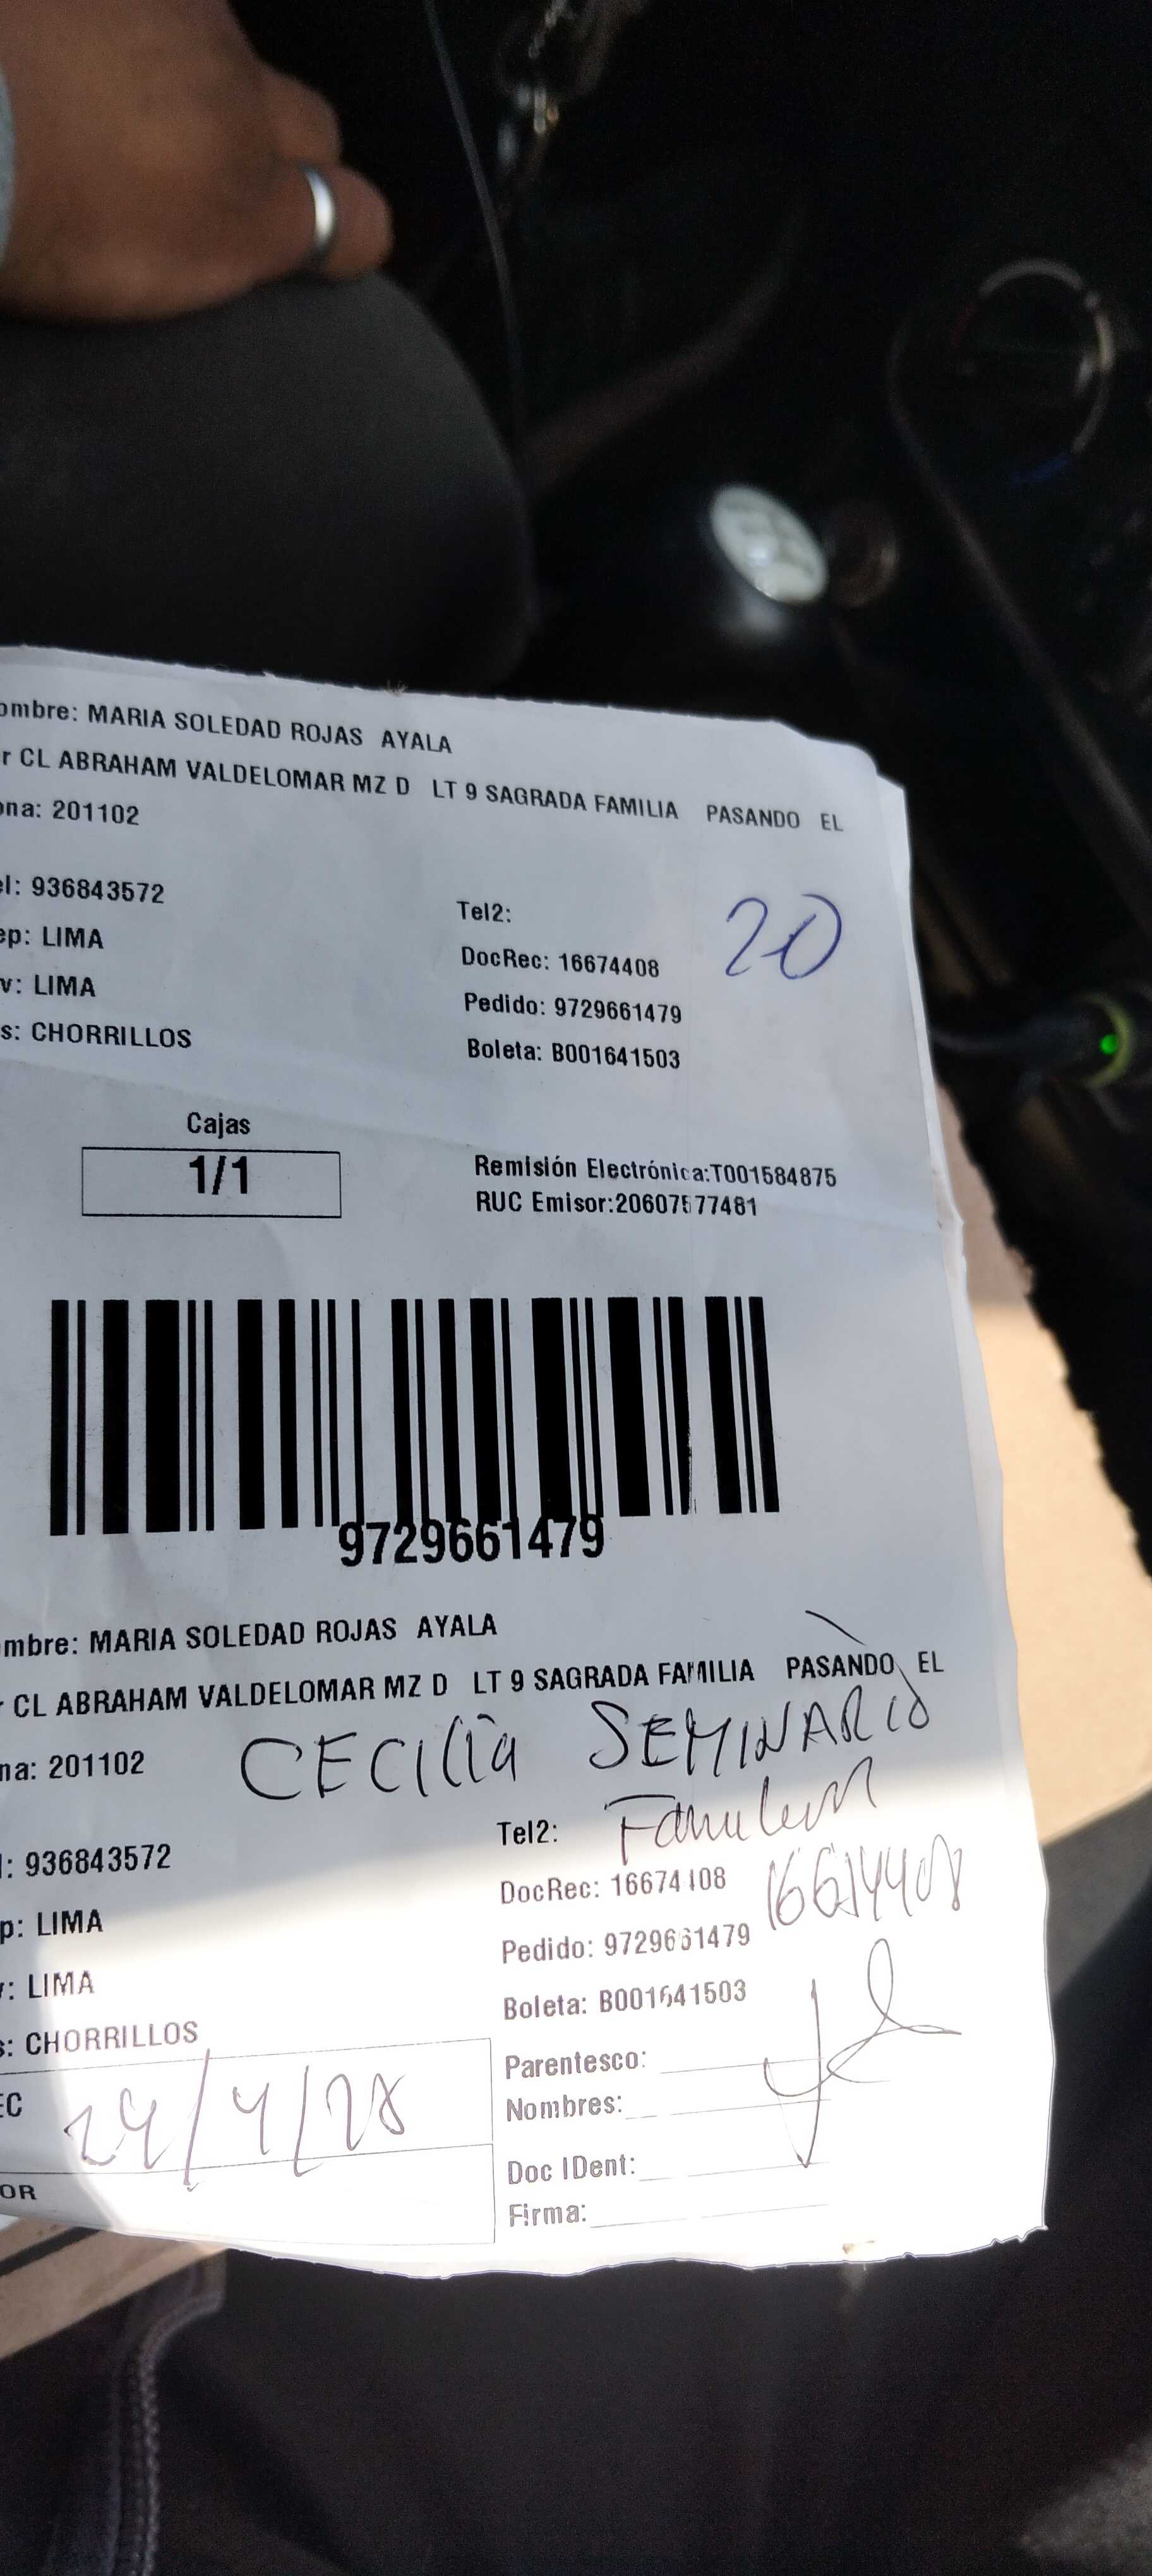 ombre: MARIA SOLEDAD ROJAS AYALA
r CL ABRAHAM VALDELOMAR MZ D LT 9 SAGRADA FAMILIA PASANDO EL
ona: 201102
el: 936843572
Tel2:
20
ep: LIMA
DocRec: 16674408
v: LIMA
Pedido: 9729661479
s: CHORRILLOS
Boleta: B001641503
Cajas
1/1
Remisión Electrónica:T001584875
RUC Emisor:20607577481
9729661479
ombre: MARIA SOLEDAD ROJAS AYALA
r CL ABRAHAM VALDELOMAR MZ D LT 9 SAGRADA FAMILIA PASANDO EL
CECILIA SEMINARIO
na: 201102
Tel2:
l: 936843572
DocRec: 16674408
p: LIMA
Pedido: 9729661479
v: LIMA
Boleta: B001641503
s: CHORRILLOS
Parentesco:
EC
Nombres:
Doc IDent:
OR
Firma: